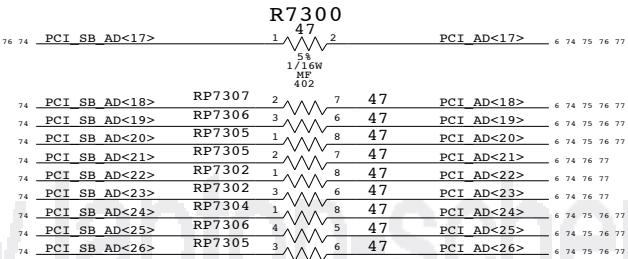 R7300
47
76 74 PCI_SB_AD<17> 1 2 PCI_AD<17> 6 74 75 76 77
5%
1/16W
MF
402
74 PCI_SB_AD<18> RP7307 2 7 47 PCI_AD<18> 6 74 75 76 77
74 PCI_SB_AD<19> RP7306 3 6 47 PCI_AD<19> 6 74 75 76 77
74 PCI_SB_AD<20> RP7305 1 8 47 PCI_AD<20> 6 74 75 76 77
74 PCI_SB_AD<21> RP7305 2 7 47 PCI_AD<21> 6 74 76 77
74 PCI_SB_AD<22> RP7302 1 8 47 PCI_AD<22> 6 74 76 77
74 PCI_SB_AD<23> RP7302 3 6 47 PCI_AD<23> 6 74 76 77
74 PCI_SB_AD<24> RP7304 1 8 47 PCI_AD<24> 6 74 75 76 77
74 PCI_SB_AD<25> RP7306 4 5 47 PCI_AD<25> 6 74 75 76 77
74 PCI_SB_AD<26> RP7305 3 6 47 PCI_AD<26> 6 74 75 76 77